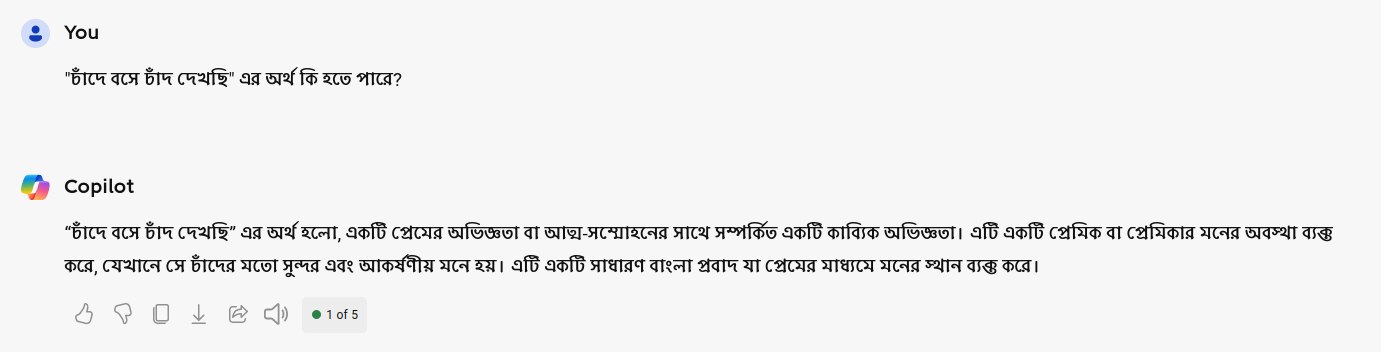 You
"চাঁদে বসে চাঁদ দেখছি" এর অর্থ কি হতে পারে?
Copilot
“চাঁদে বসে চাঁদ দেখছি” এর অর্থ হলো, একটি প্রেমের অভিজ্ঞতা বা আত্ম-সম্মোহনের সাথে সম্পর্কিত একটি কাব্যিক অভিজ্ঞতা। এটি একটি প্রেমিক বা প্রেমিকার মনের অবস্থা ব্যক্ত
করে, যেখানে সে চাঁদের মতো সুন্দর এবং আকর্ষণীয় মনে হয়। এটি একটি সাধারণ বাংলা প্রবাদ যা প্রেমের মাধ্যমে মনের স্থান ব্যক্ত করে।
1 of 5